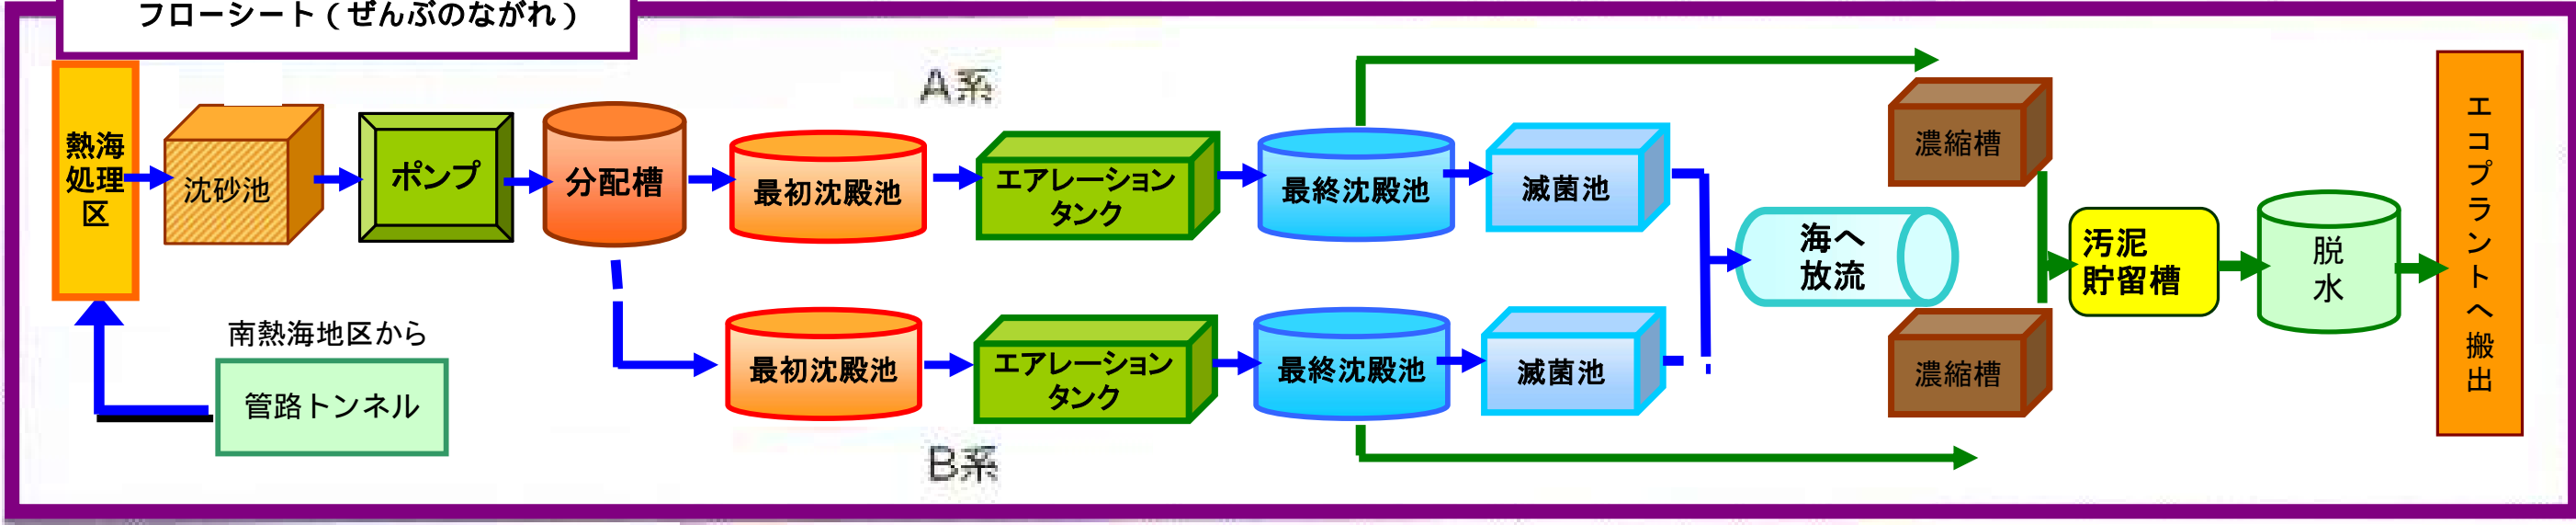 フローシート(ぜんぶのながれ)
A系
熱海
処理
区
沈砂池
ポンプ
分配槽
最初沈殿池
エアレーション
タンク
最終沈殿池
滅菌池
濃縮槽
海へ
放流
汚泥
貯留槽
脱
水
エコプラントへ搬出
南熱海地区から
管路トンネル
最初沈殿池
エアレーション
タンク
最終沈殿池
滅菌池
濃縮槽
B系